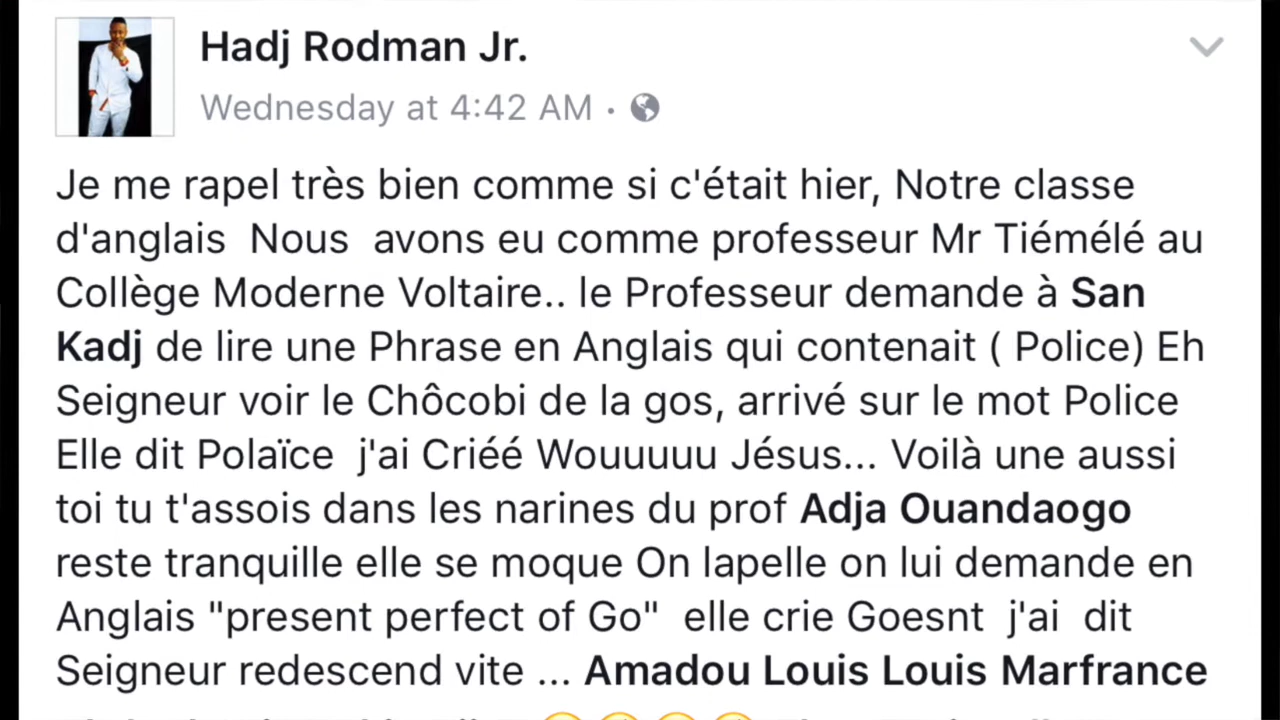 Hadj Rodman Jr.
Wednesday at 4:42 AM ·
Je me rapel très bien comme si c'était hier, Notre classe
d'anglais Nous avons eu comme professeur Mr Tiémélé au
Collège Moderne Voltaire.. le Professeur demande à San
Kadj de lire une Phrase en Anglais qui contenait ( Police) Eh
Seigneur voir le Chôcobi de la gos, arrivé sur le mot Police
Elle dit Polaïce j'ai Criéé Wouuuuu Jésus... Voilà une aussi
toi tu t'assois dans les narines du prof Adja Ouandaogo
reste tranquille elle se moque On lapelle on lui demande en
Anglais "present perfect of Go" elle crie Goesnt j'ai dit
Seigneur redescend vite ... Amadou Louis Louis Marfrance